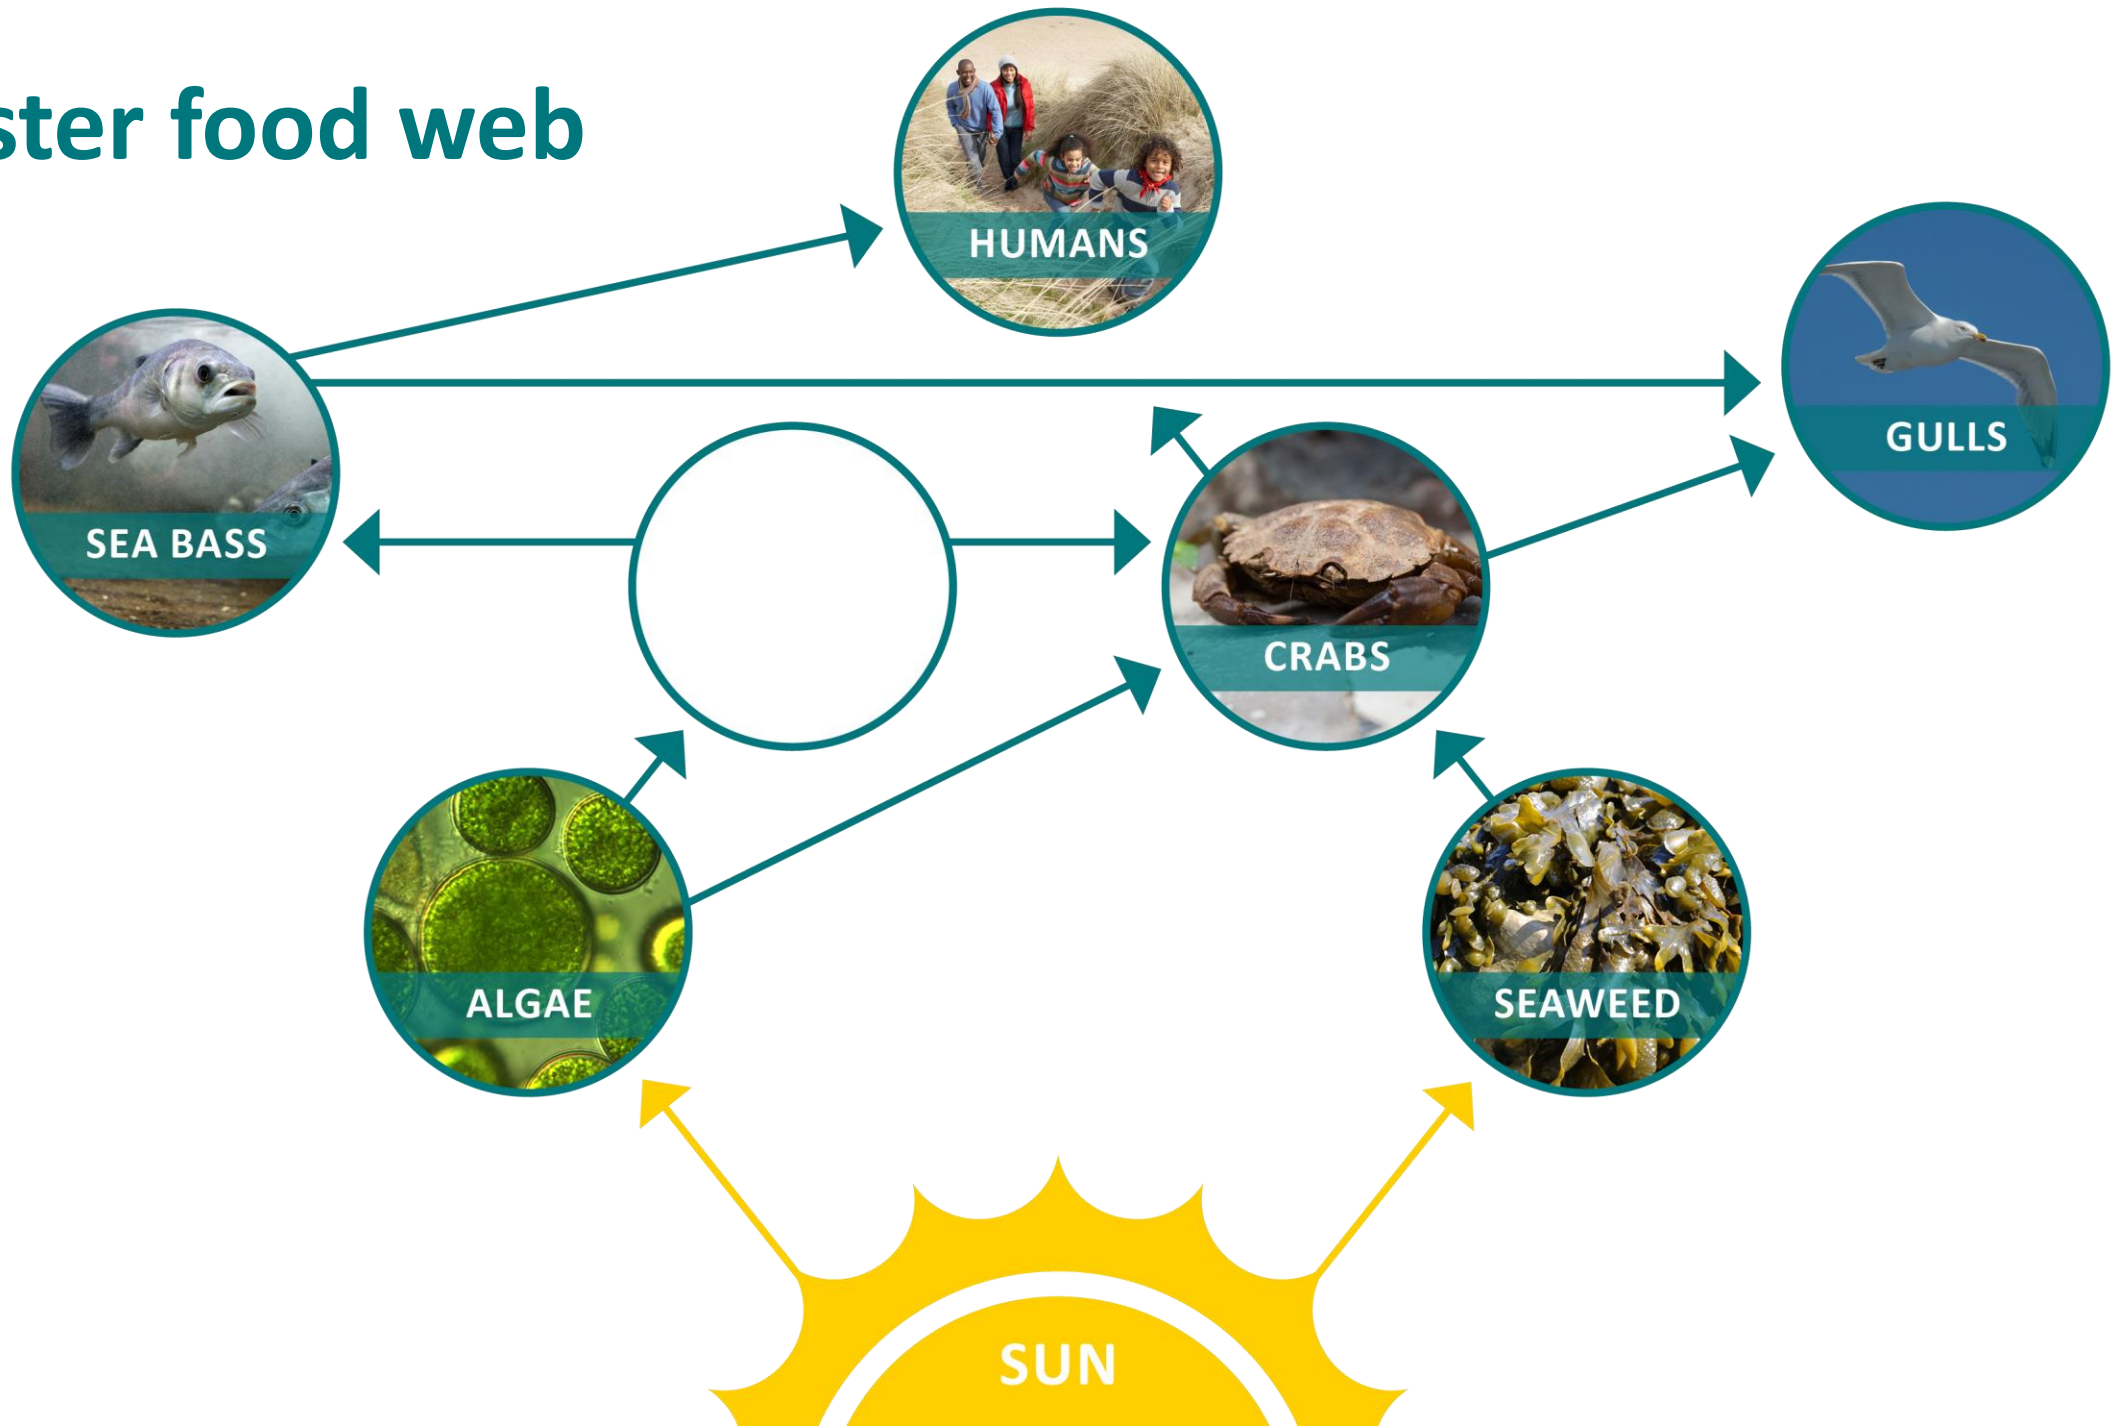 ster food web
HUMANS
GULLS
SEA BASS
CRABS
ALGAE
SEAWEED
SUN